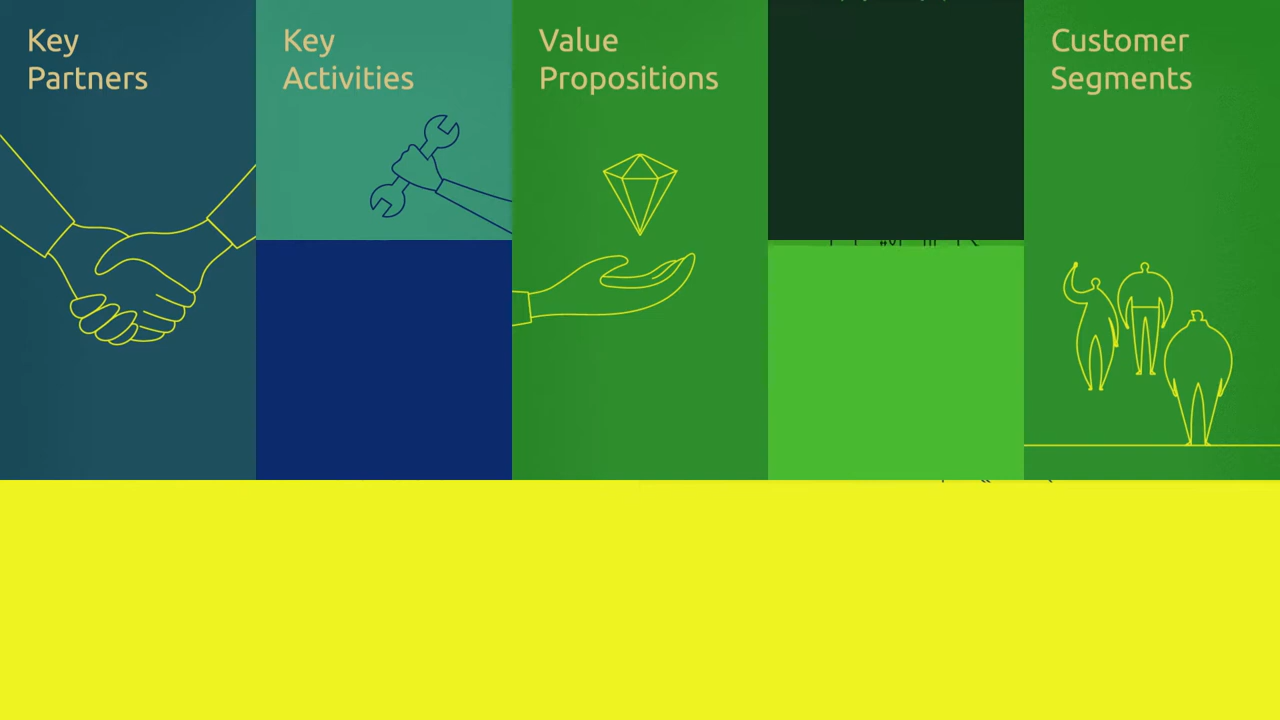 Key
Partners
Key
Activities
Value
Propositions
Customer
Segments